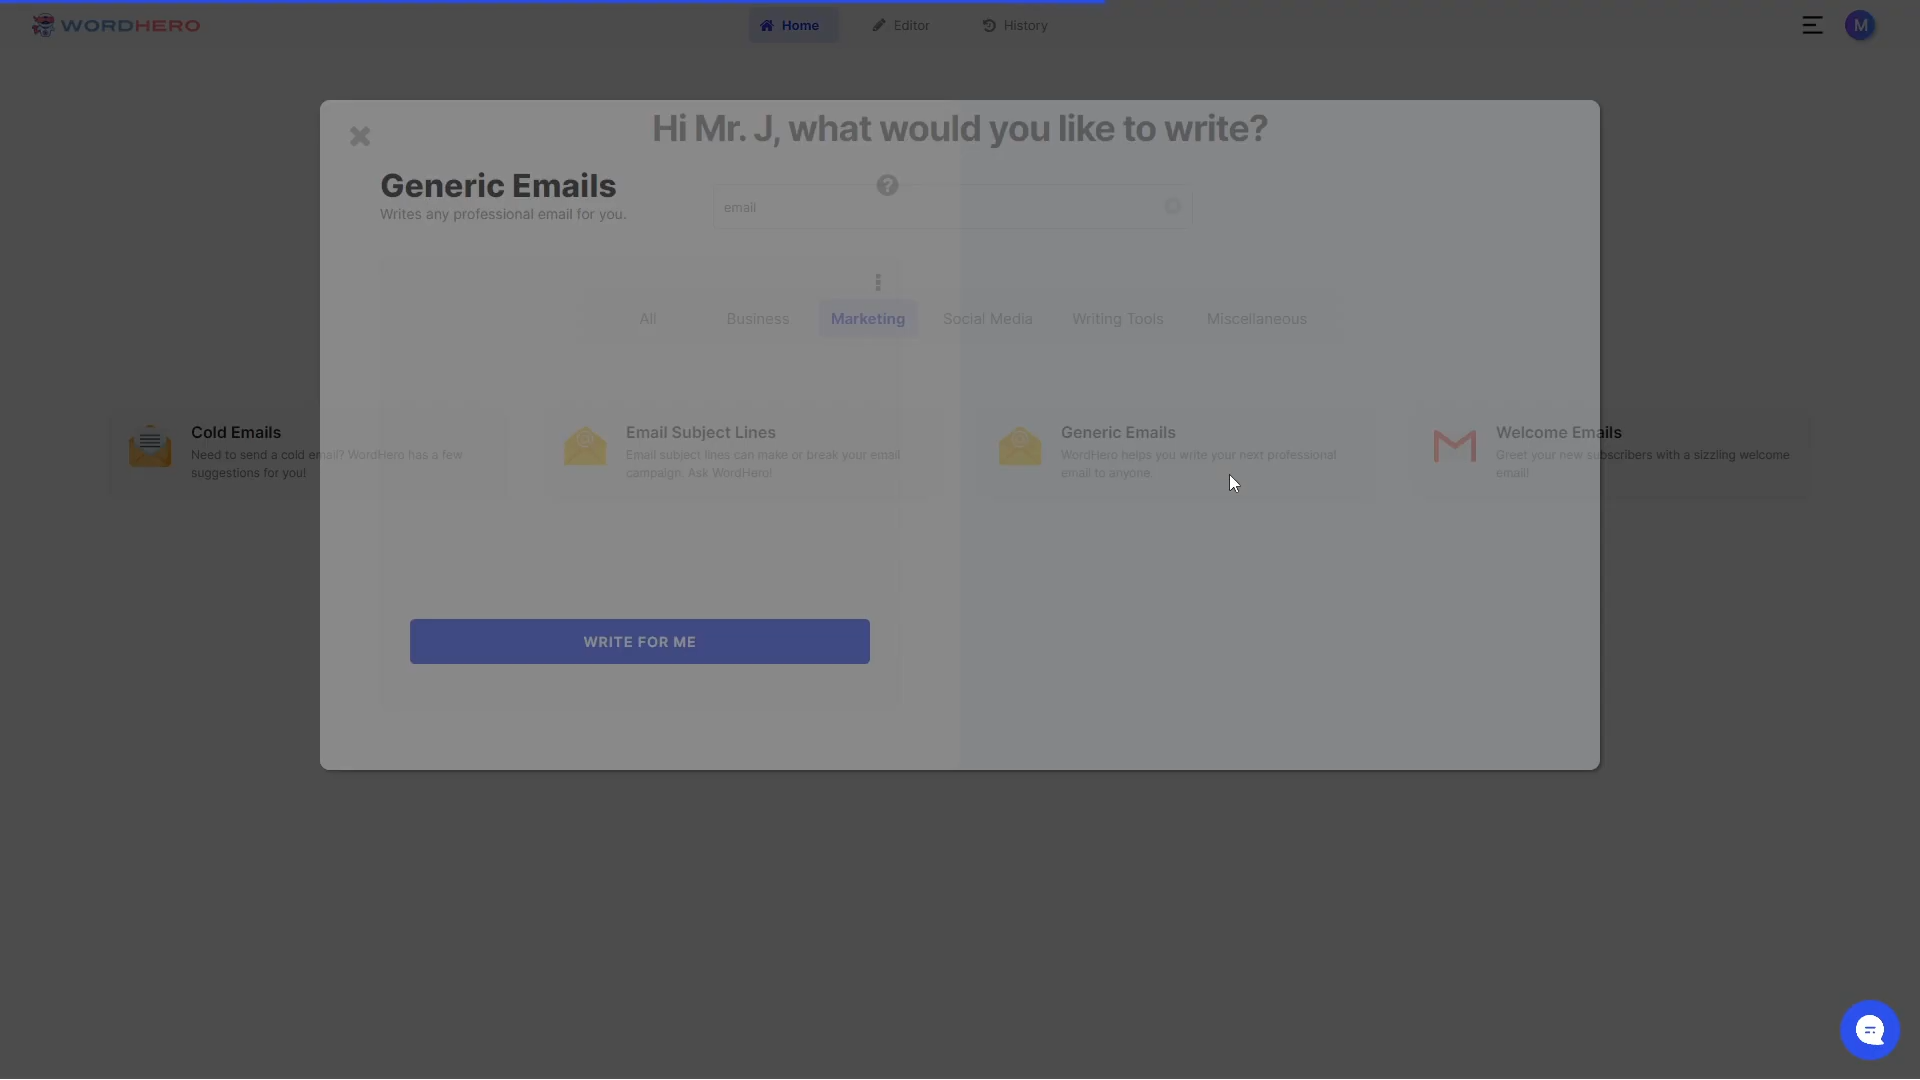 WORDHERO
Home
Editor
History
M
Hi Mr. J, what would you like to write?
Generic Emails
?
Writes any professional email for you.
email
All
Business
Marketing
Social Media
Writing Tools
Miscellaneous
Cold Emails
Need to send a cold email? WordHero has a few
suggestions for you!
Email Subject Lines
Email subject lines can make or break your email
campaign. Ask WordHero!
Generic Emails
WordHero helps you write your next professional
email to anyone.
Welcome Emails
Greet your new subscribers with a sizzling welcome
email!
WRITE FOR ME